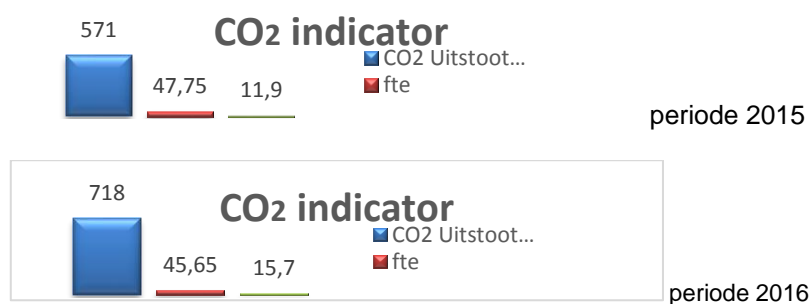 CO2 indicator
571
47,75
11,9
CO2 Uitstoot...
fte
periode 2015
CO2 indicator
718
45,65
15,7
CO2 Uitstoot...
fte
periode 2016